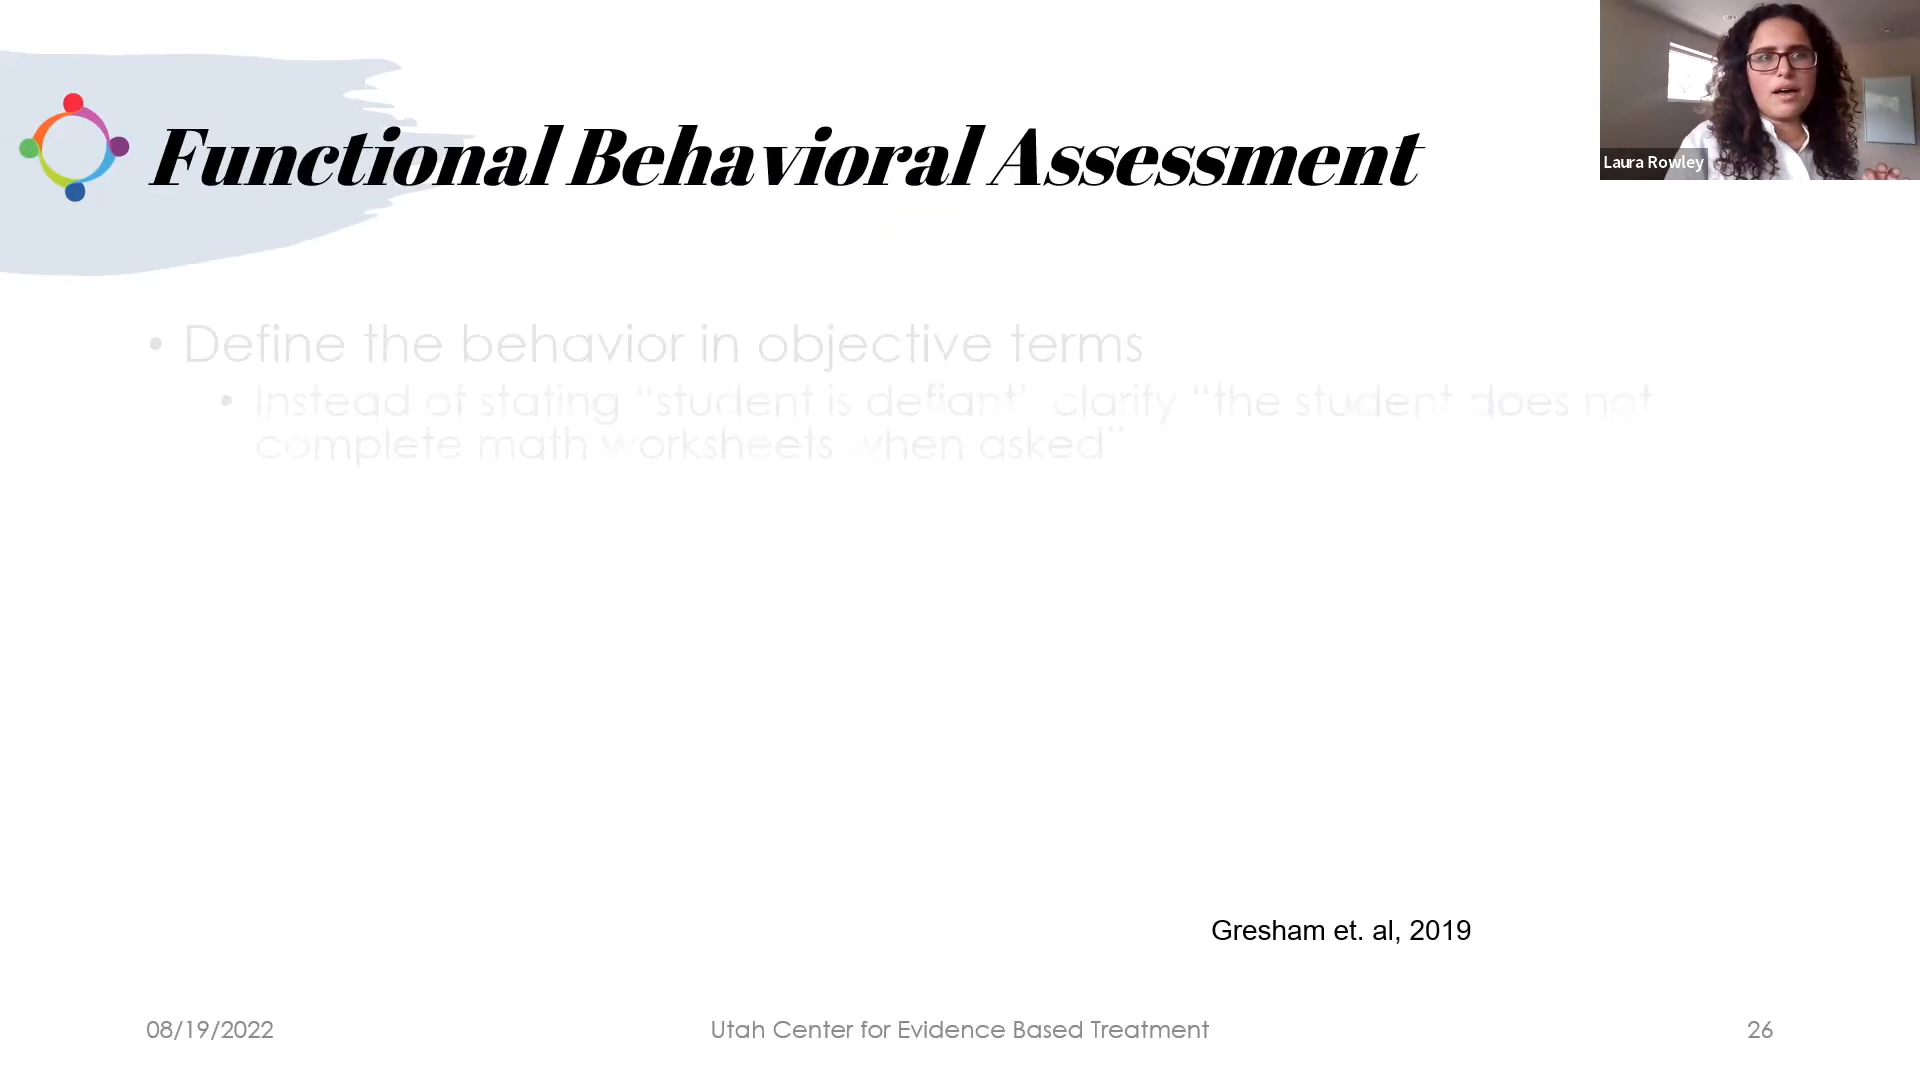 Functional Behavioral Assessment
Laura Rowley
• Define the behavior in objective terms
• Instead of stating “student is defiant” clarify “the student does not
complete math worksheets when asked”
Gresham et. al, 2019
08/19/2022
Utah Center for Evidence Based Treatment
26